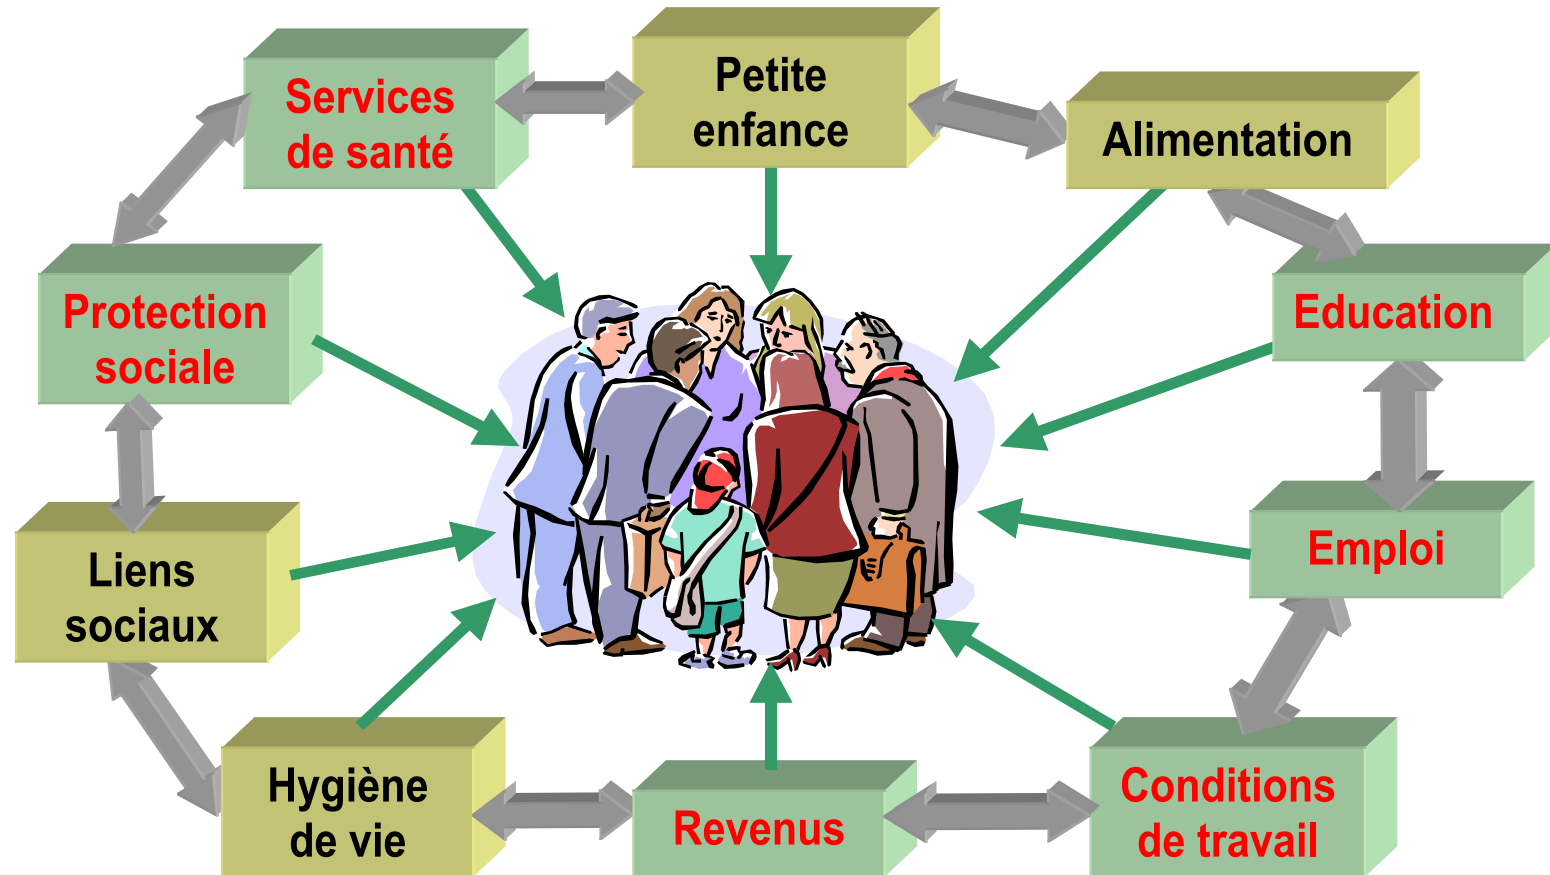 Services
de santé
Petite
enfance
Alimentation
Protection
sociale
Education
Liens
sociaux
Emploi
Hygiène
de vie
Revenus
Conditions
de travail